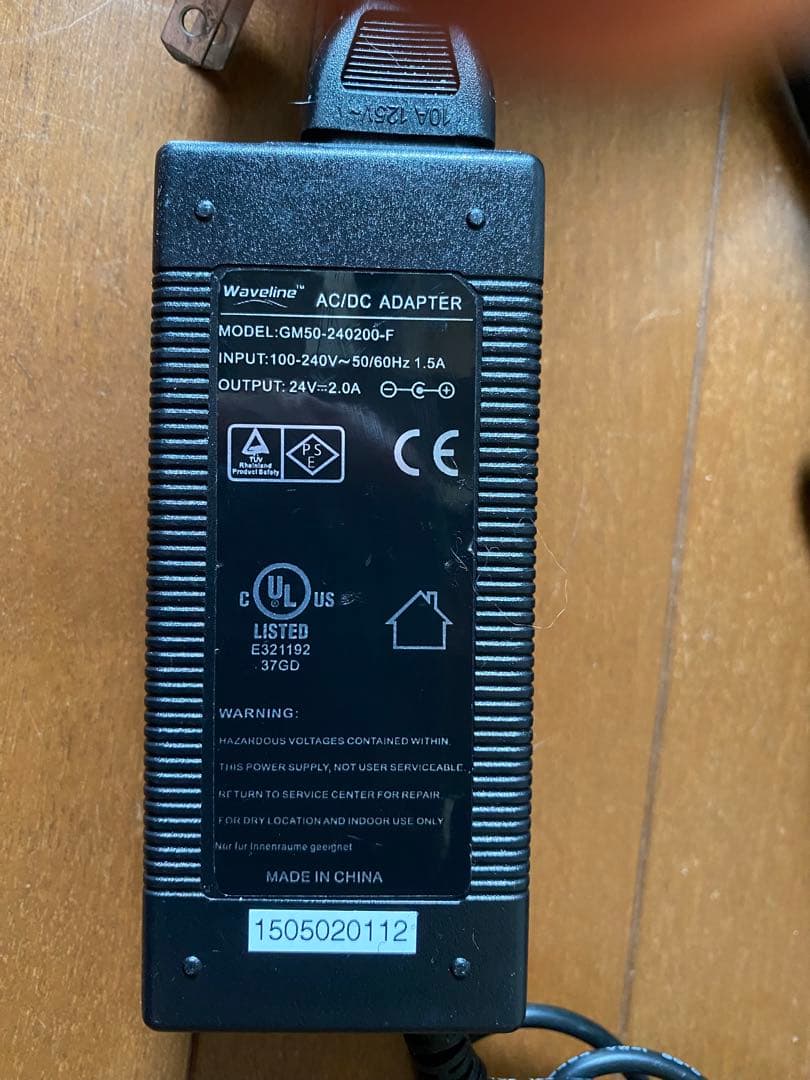 10A 125V~
Waveline™ AC/DC ADAPTER
MODEL:GM50-240200-F
INPUT:100-240V~50/60Hz 1.5A
OUTPUT: 24V⎓2.0A
TÜV
Rheinland
Product Safety
PSE
CE
C UL US
LISTED
E321192
37GD
WARNING:
HAZARDOUS VOLTAGES CONTAINED WITHIN.
THIS POWER SUPPLY, NOT USER SERVICEABLE.
RETURN TO SERVICE CENTER FOR REPAIR
FOR DRY LOCATION AND INDOOR USE ONLY
Nur fur Innenraume geeignet
MADE IN CHINA
1505020112